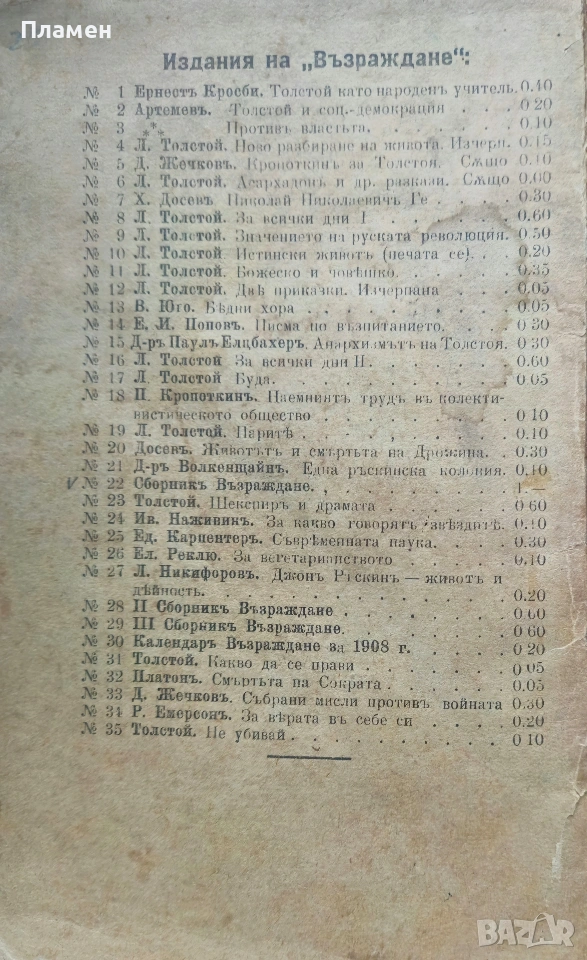 Пламен
Издания на „Възраждане“:
№ 1 Ернестъ Кросби. Толстой като народенъ учитель. 0.40
№ 2 Артемевъ. Толстой и соц.-демокрация . . . . 0 20
№ 3 *** Противъ властьта. . . . . . 0 10
№ 4 Л. Толстой. Ново разбиране на живота. Изчерп. 0.15
№ 5 Д. Жечковъ. Кропоткинъ за Толстоя. Сѫщо 0.10
№ 6 Л. Толстой. Асархадонъ и др. разкази. Сѫщо 0.00
№ 7 Х. Досевъ Николай Николаевичъ Ге . . . . 0.30
№ 8 Л. Толстой. За всички дни I . . . . . 0.60
№ 9 Л. Толстой. Значението на руската революция. 0.50
№ 10 Л. Толстой. Истински животъ (печата се). . . 0.20
№ 11 Л. Толстой. Божеско и човѣшко. . . . . 0.35
№ 12 Л. Толстой. Двѣ приказки. Изчерпана . . . 0.05
№ 13 В. Юго. Бѣдни хора . . . . . . . 0.05
№ 14 Е. И. Поповъ. Писма по възпитанието. . . . 0 30
№ 15 Д-ръ Паулъ Елцбахеръ. Анархизмътъ на Толстоя. 0 30
№ 16 Л. Толстой За всички дни II. . . . . . 0.60
№ 17 Л. Толстой Буда. . . . . . . . 0.05
№ 18 П. Кропоткинъ. Наемниятъ трудъ въ колекти-
вистическото общество . . . . . . . 0 10
№ 19 Л. Толстой. Паритѣ . . . . . . . 0.10
№ 20 Досевъ. Животътъ и смъртьта на Дрожина. . . 0.30
№ 21 Д-ръ Волкенщайнъ. Една ръскинска колония. 0.10
√ № 22 Сборникъ Възраждане. . . . . . . 1.—
№ 23 Толстой. Шекспиръ и драмата . . . . . 0 60
№ 24 Ив. Наживинъ. За какво говорятъ звѣздитѣ. 0.10
№ 25 Ед. Карпентеръ. Съврѣменната наука. . . . 0.30
№ 26 Ел. Реклю. За вегетарианството . . . . 0.10
№ 27 Л. Никифоровъ. Джонъ Рѣскинъ — животъ и
дѣйность. . . . . . . . . . 0.20
№ 28 II Сборникъ Възраждане . . . . . . 0 60
№ 29 III Сборникъ Възраждане. . . . . . 0 60
№ 30 Календаръ Възраждане за 1908 г. . . . . 0 20
№ 31 Толстой. Какво да се прави . . . . . 0 05
№ 32 Платонъ. Смъртьта на Сократа . . . . . 0.05
№ 33 Д. Жечковъ. Събрани мисли противъ войната 0.30
№ 34 Р. Емерсонъ. За вѣрата въ себе си . . . . 0.20
№ 35 Толстой. Не убивай . . . . . . . 0 10
BAZAR